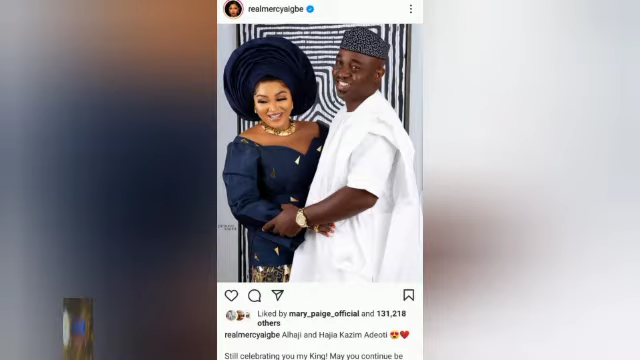 realmercyaigbe
Liked by mary_paige_official and 131,218
others
realmercyaigbe Alhaji and Hajia Kazim Adeoti 😍❤️
Still celebrating you my King! May you continue be